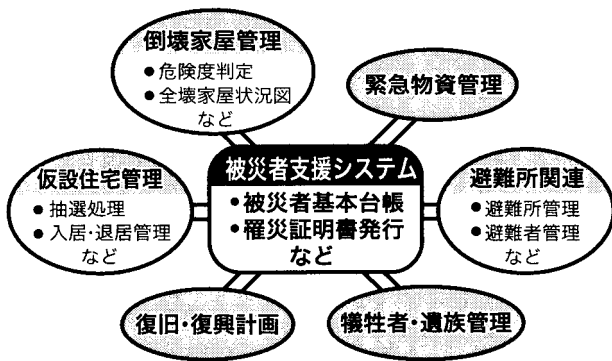 倒壊家屋管理
● 危険度判定
● 全壊家屋状況図
など
緊急物資管理
被災者支援システム
•被災者基本台帳
•罹災証明書発行
など
仮設住宅管理
● 抽選処理
● 入居・退居管理
など
避難所関連
● 避難所管理
● 避難者管理
など
復旧・復興計画
犠牲者・遺族管理